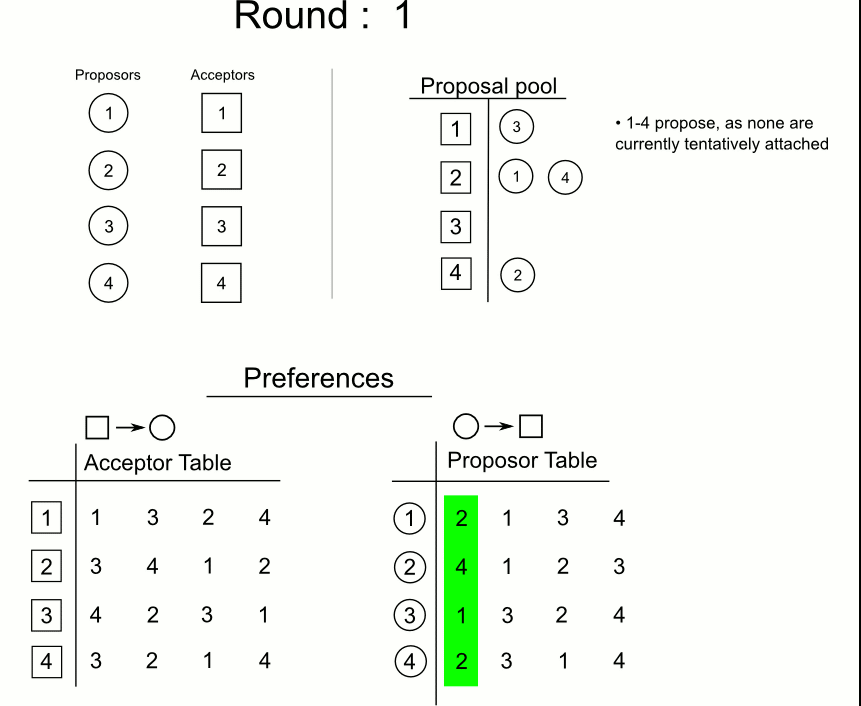 Round : 1
Proposors Acceptors
1 1
2 2
3 3
4 4
Proposal pool
1 3
2 1 4
3
4 2
• 1-4 propose, as none are
currently tentatively attached
Preferences
Acceptor Table
1 1 3 2 4
2 3 4 1 2
3 4 2 3 1
4 3 2 1 4
Proposor Table
1 2 1 3 4
2 4 1 2 3
3 1 3 2 4
4 2 3 1 4